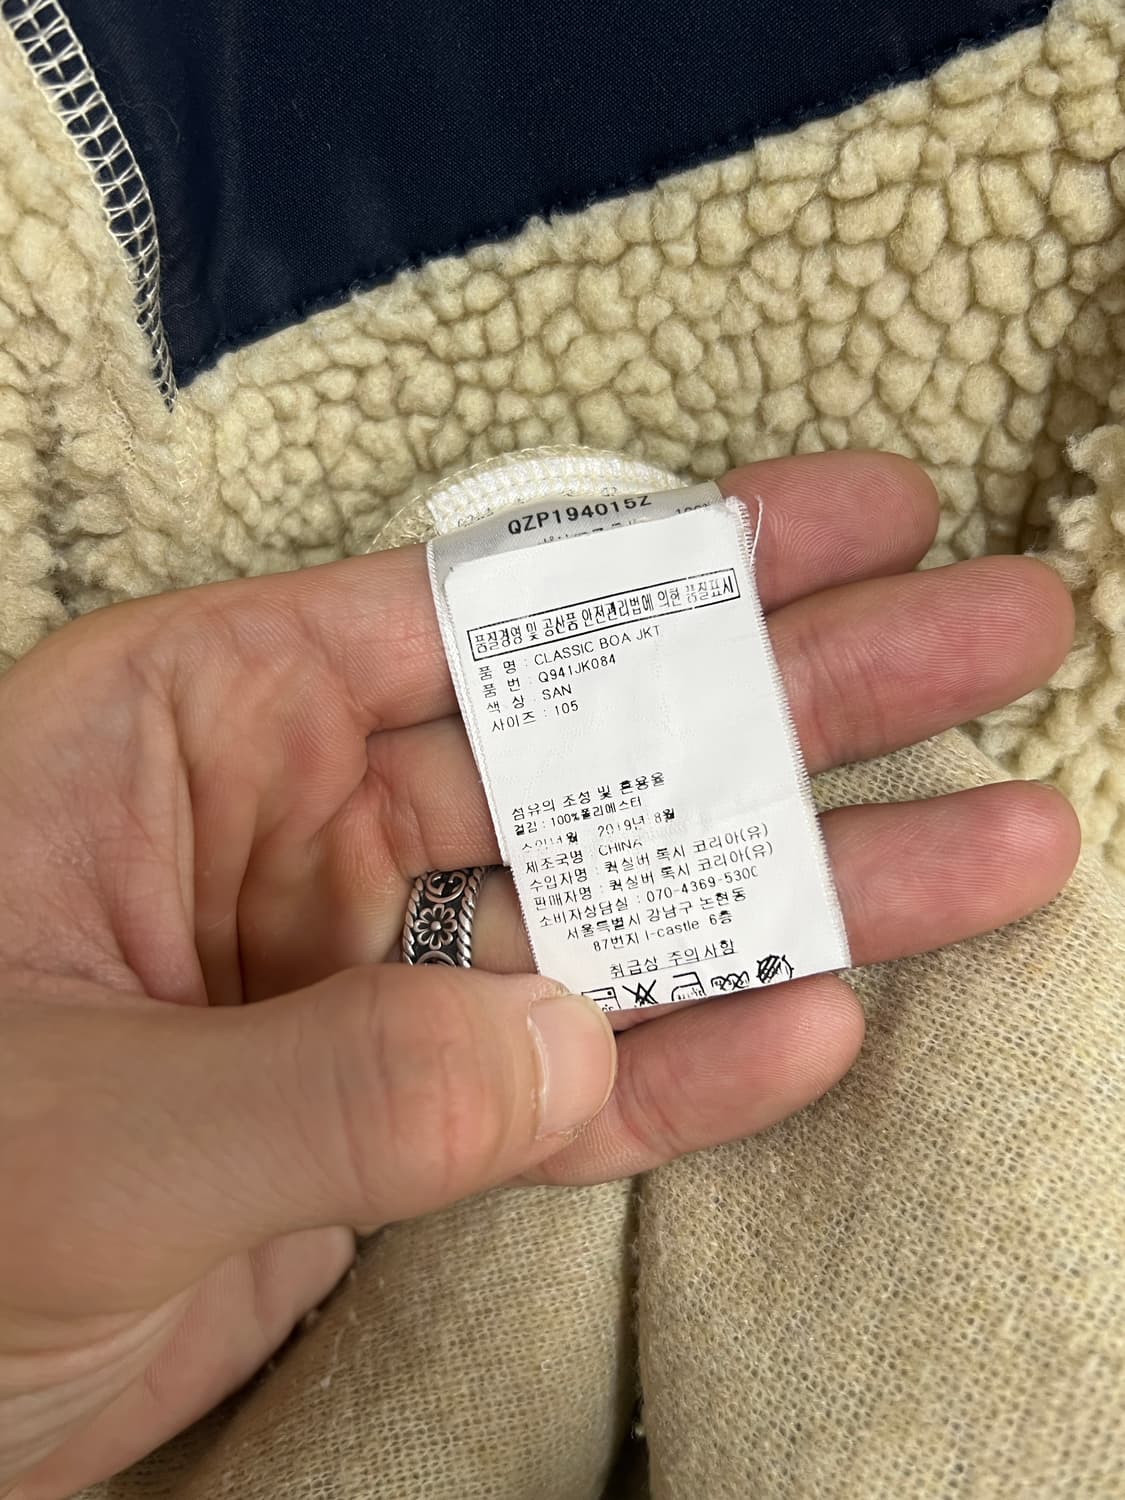 QZP194015Z
품질경영 및 공산품 안전관리법에 의한 품질표시
품 명 : CLASSIC BOA JKT
품 번 : Q941JK084
색 상 : SAN
사이즈 : 105
섬유의 조성 및 혼용율
겉감 : 100%폴리에스터
2019년 8월
제조국명 : CHINA
수입자명 : 퀵실버 록시 코리아(유)
판매자명 : 퀵실버 록시 코리아(유)
소비자상담실 : 070-4369-5300
서울특별시 강남구 논현동
87번지 I-castle 6층
취급상 주의사항